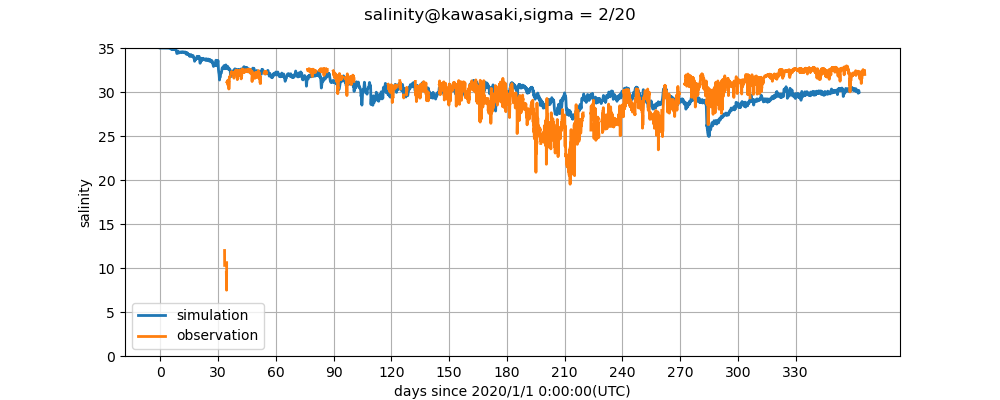 salinity@kawasaki,sigma = 2/20
35
30
25
20
15
10
5
0
salinity
simulation
observation
0 30 60 90 120 150 180 210 240 270 300 330
days since 2020/1/1 0:00:00(UTC)